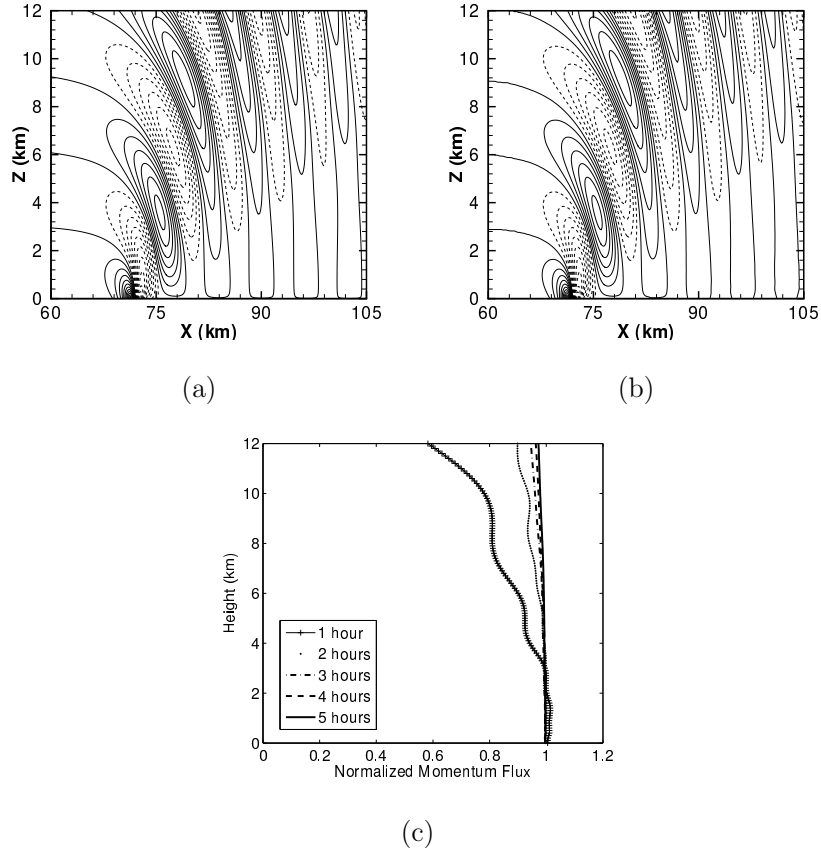 12
10
8
6
4
2
0
Z (km)
60 75 90 105
X (km)
(a)
12
10
8
6
4
2
0
Z (km)
60 75 90 105
X (km)
(b)
12
10
8
6
4
2
0
Height (km)
1 hour
2 hours
3 hours
4 hours
5 hours
0 0.2 0.4 0.6 0.8 1 1.2
Normalized Momentum Flux
(c)